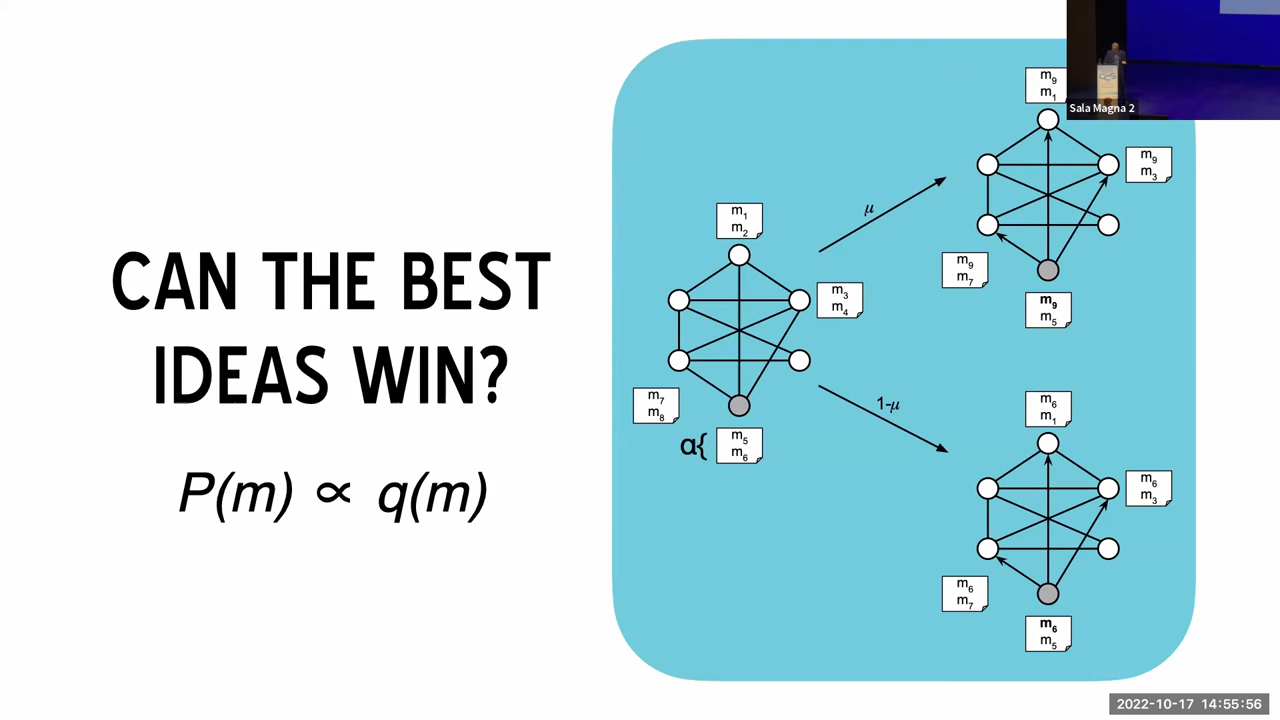 CAN THE BEST
IDEAS WIN?
P(m) ∝ q(m)
m₁
m₂
m₃
m₄
m₇
m₈
α{
m₅
m₆
μ
1-μ
m₉
m₁
m₉
m₃
m₉
m₇
m₉
m₅
m₆
m₁
m₆
m₃
m₆
m₇
m₆
m₅
Sala Magna 2
2022-10-17 14:55:56